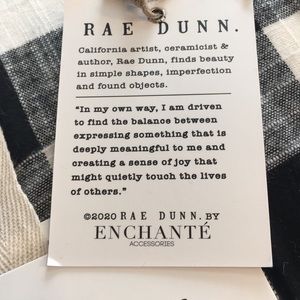 RAE DUNN.
California artist, ceramicist &
author, Rae Dunn, finds beauty
in simple shapes, imperfection
and found objects.
"In my own way, I am driven
to find the balance between
expressing something that is
deeply meaningful to me and
creating a sense of joy that
might quietly touch the lives
of others."
©2020 RAE DUNN. BY
ENCHANTÉ
ACCESSORIES